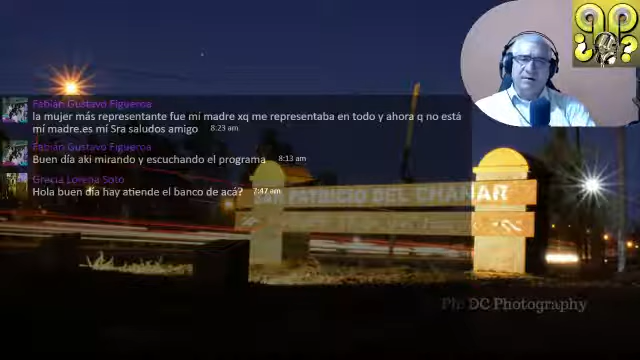 Fabián Gustavo Figueroa
la mujer más representante fue mí madre xq me representaba en todo y ahora q no está
mí madre.es mí Sra saludos amigo 8:23 am
Fabián Gustavo Figueroa
Buen día aki mirando y escuchando el programa 8:13 am
Gracia Lorena Soto
Hola buen día hay atiende el banco de acá? 7:47 am
SAN PATRICIO DEL CHAÑAR
Ph: DC Photography
¿?